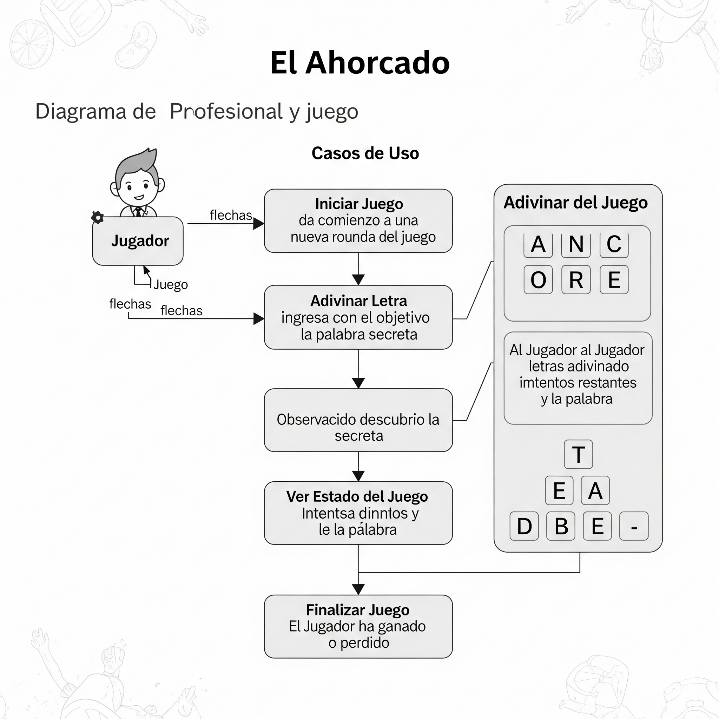 El Ahorcado
Diagrama de Profesional y juego
Casos de Uso
Jugador
flechas
Juego
flechas
flechas
Iniciar Juego
da comienzo a una
nueva rounda del juego
Adivinar Letra
ingresa con el objetivo
la palabra secreta
Observacido descubrio la
secreta
Ver Estado del Juego
Intentsa dinntos y
le la pálabra
Finalizar Juego
El Jugador ha ganado
o perdido
Adivinar del Juego
A N C
O R E
Al Jugador al Jugador
letras adivinado
imtentos restantes
y la palabra
T
E A
D B E -